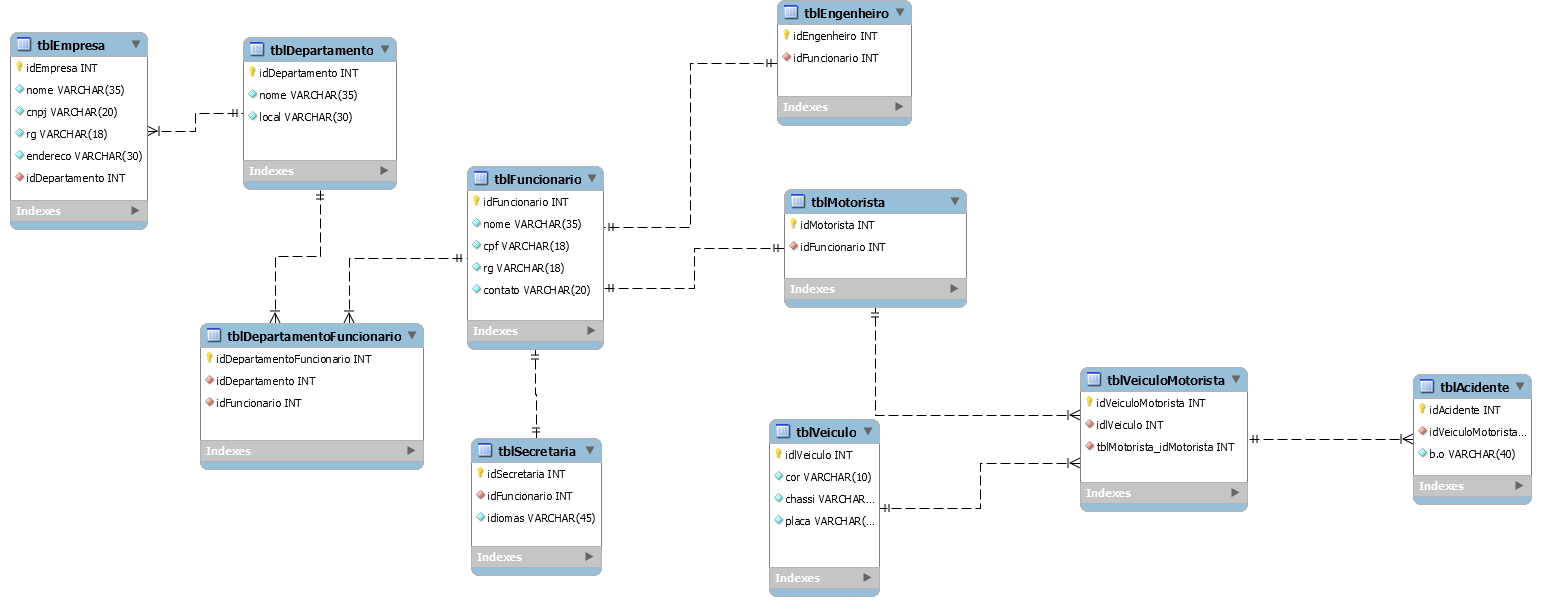 tblEmpresa
idEmpresa INT
nome VARCHAR(35)
cnpj VARCHAR(20)
rg VARCHAR(18)
endereco VARCHAR(30)
idDepartamento INT
Indexes
tblDepartamento
idDepartamento INT
nome VARCHAR(35)
local VARCHAR(30)
Indexes
tblDepartamentoFuncionario
idDepartamentoFuncionario INT
idDepartamento INT
idFuncionario INT
Indexes
tblFuncionario
idFuncionario INT
nome VARCHAR(35)
cpf VARCHAR(18)
rg VARCHAR(18)
contato VARCHAR(20)
Indexes
tblSecretaria
idSecretaria INT
idFuncionario INT
idiomas VARCHAR(45)
Indexes
tblEngenheiro
idEngenheiro INT
idFuncionario INT
Indexes
tblMotorista
idMotorista INT
idFuncionario INT
Indexes
tblVeiculo
idlVeiculo INT
cor VARCHAR(10)
chassi VARCHAR...
placa VARCHAR(...
Indexes
tblVeiculoMotorista
idVeiculoMotorista INT
idlVeiculo INT
tblMotorista_idMotorista INT
Indexes
tblAcidente
idAcidente INT
idVeiculoMotorista...
b.o VARCHAR(40)
Indexes